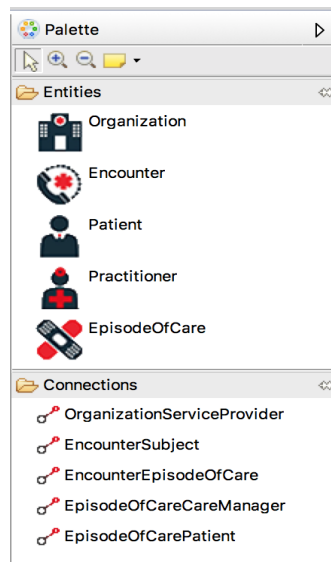 Palette
Entities
Organization
Encounter
Patient
Practitioner
EpisodeOfCare
Connections
OrganizationServiceProvider
EncounterSubject
EncounterEpisodeOfCare
EpisodeOfCareCareManager
EpisodeOfCarePatient